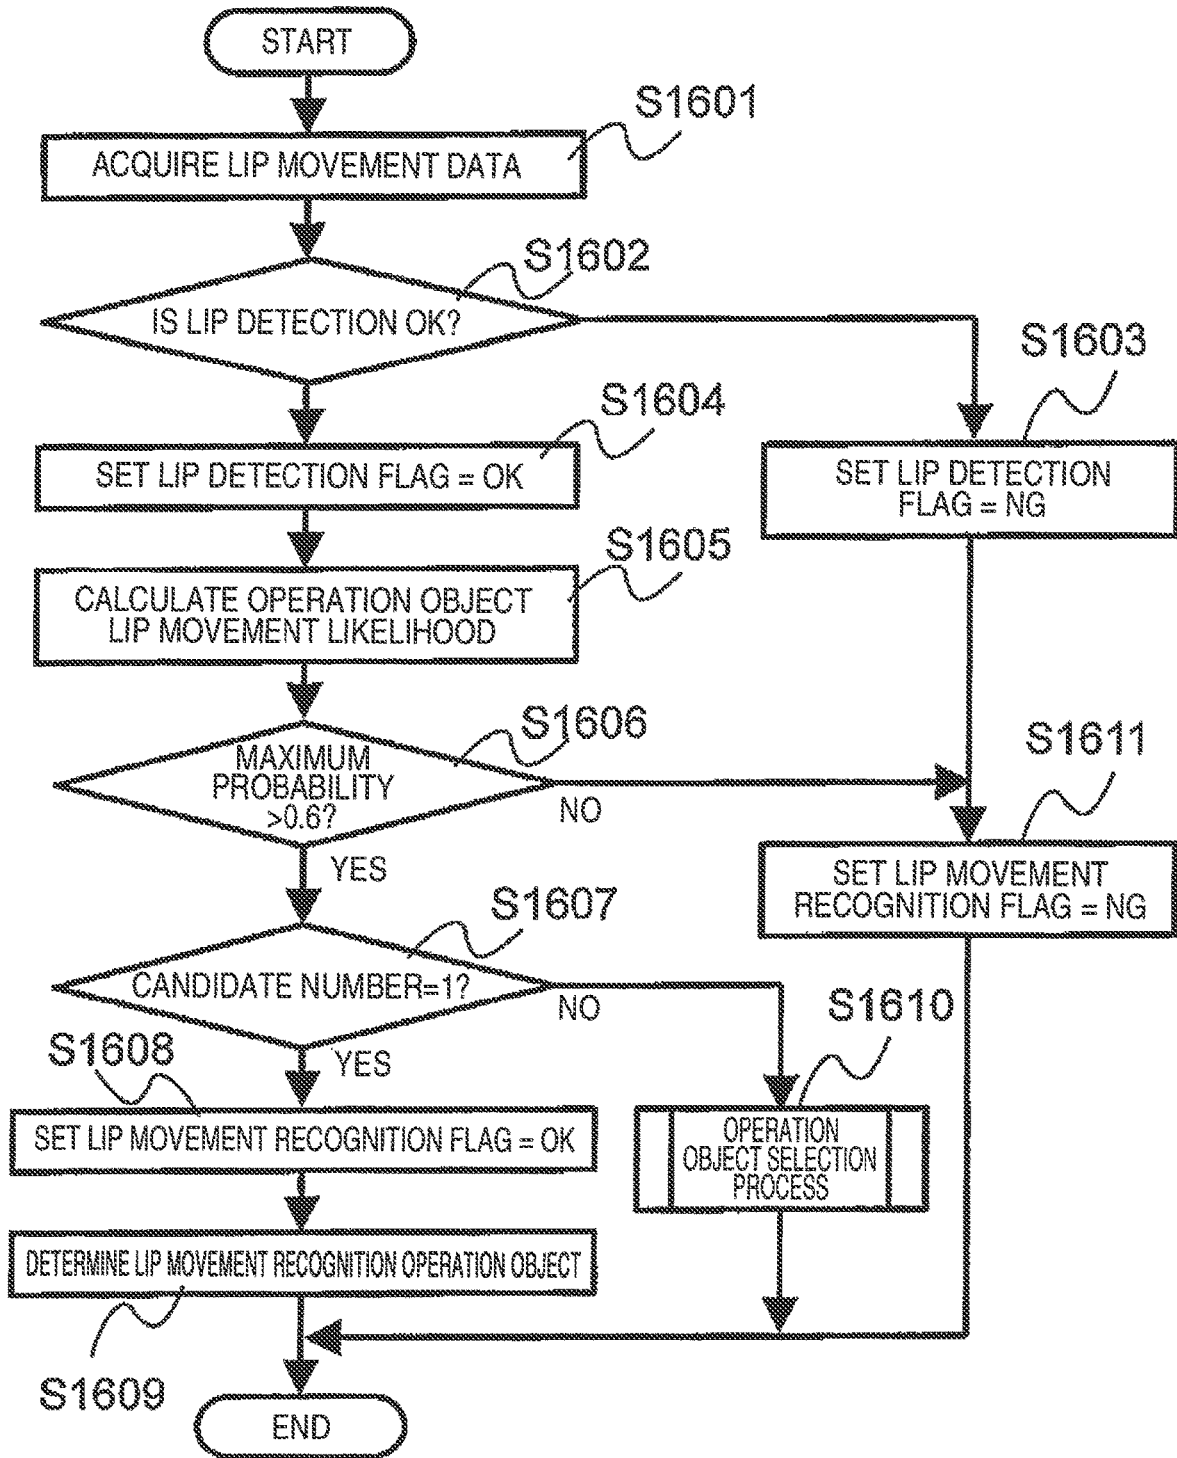 START
S1601
ACQUIRE LIP MOVEMENT DATA
S1602
IS LIP DETECTION OK?
S1603
S1604
SET LIP DETECTION FLAG = OK
SET LIP DETECTION
FLAG = NG
S1605
CALCULATE OPERATION OBJECT
LIP MOVEMENT LIKELIHOOD
S1606
MAXIMUM
PROBABILITY
>0.6?
NO
YES
S1611
SET LIP MOVEMENT
RECOGNITION FLAG = NG
S1607
CANDIDATE NUMBER=1?
NO
YES
S1610
S1608
SET LIP MOVEMENT RECOGNITION FLAG = OK
OPERATION
OBJECT SELECTION
PROCESS
DETERMINE LIP MOVEMENT RECOGNITION OPERATION OBJECT
S1609
END